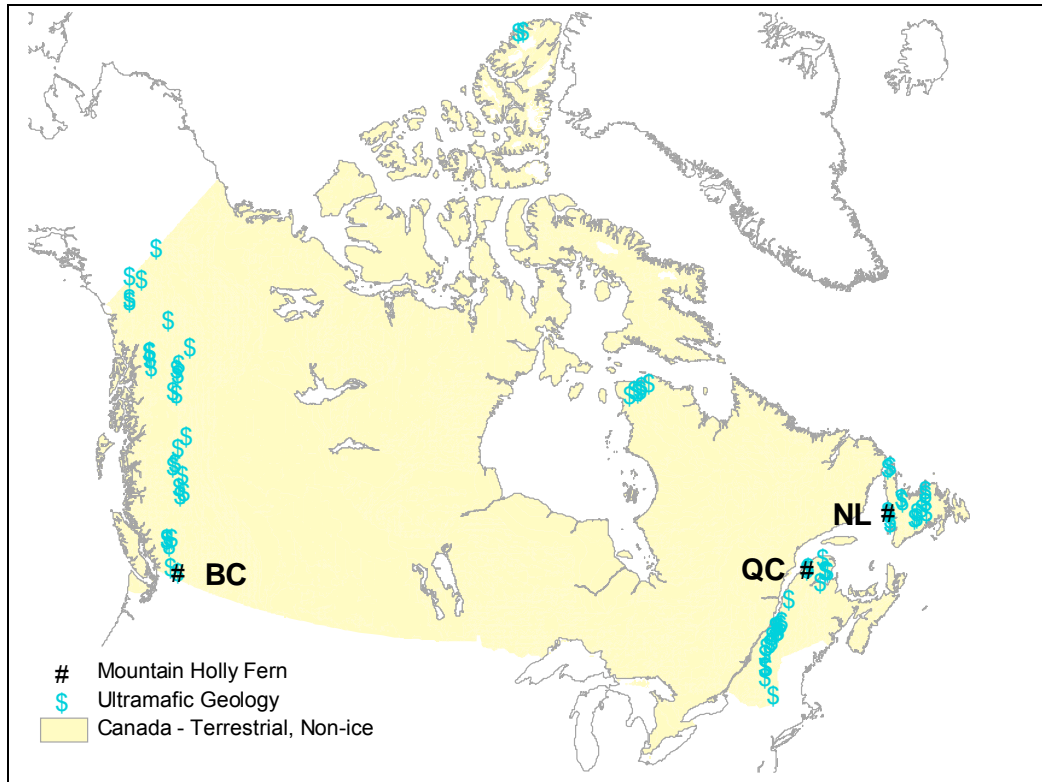 NL
QC
BC
# Mountain Holly Fern
$ Ultramafic Geology
Canada - Terrestrial, Non-ice